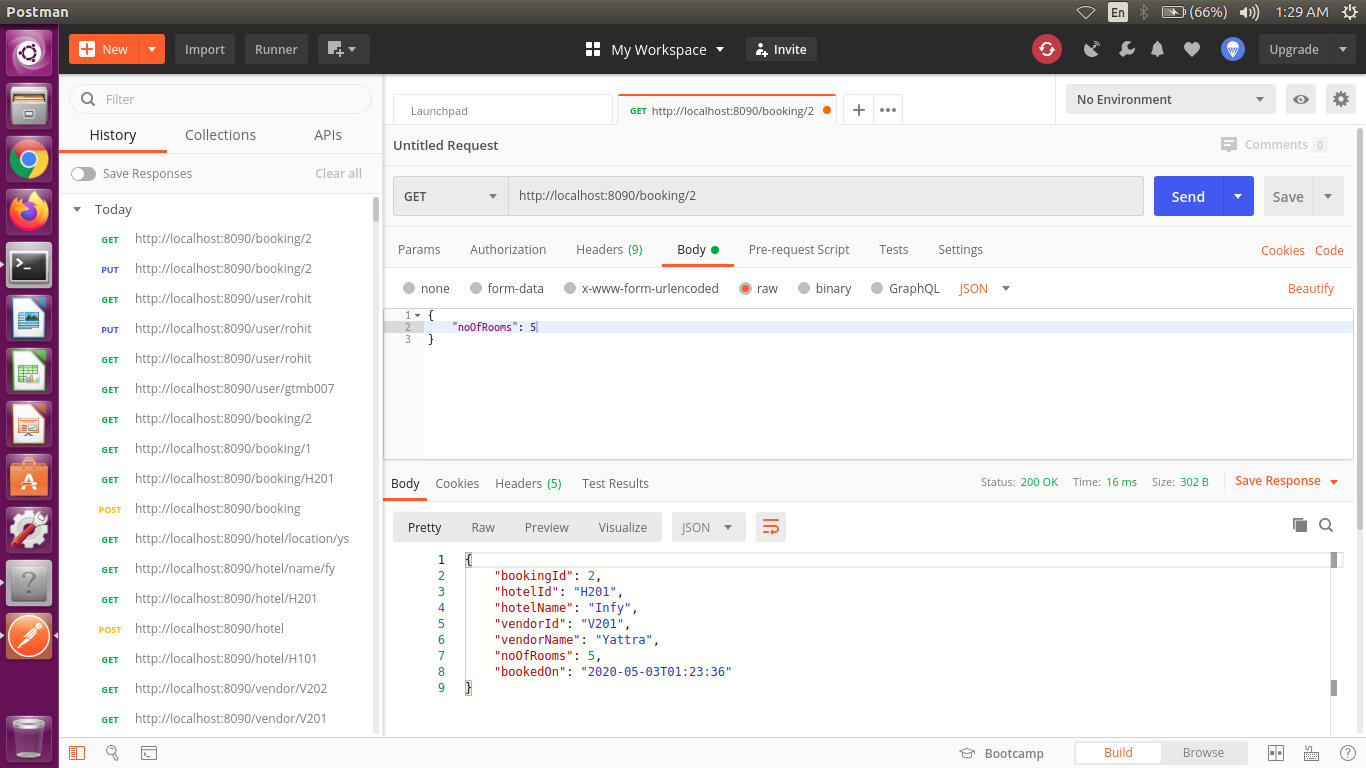 Postman
En
(66%)
1:29 AM
New
Import
Runner
My Workspace
Invite
Upgrade
Filter
History
Collections
APIs
Save Responses
Clear all
Today
GET http://localhost:8090/booking/2
PUT http://localhost:8090/booking/2
GET http://localhost:8090/user/rohit
PUT http://localhost:8090/user/rohit
GET http://localhost:8090/user/rohit
GET http://localhost:8090/user/gtmb007
GET http://localhost:8090/booking/2
GET http://localhost:8090/booking/1
GET http://localhost:8090/booking/H201
POST http://localhost:8090/booking
GET http://localhost:8090/hotel/location/ys
GET http://localhost:8090/hotel/name/fy
GET http://localhost:8090/hotel/H201
POST http://localhost:8090/hotel
GET http://localhost:8090/hotel/H101
GET http://localhost:8090/vendor/V202
GET http://localhost:8090/vendor/V201
Launchpad
GET http://localhost:8090/booking/2
No Environment
Untitled Request
Comments 0
GET
http://localhost:8090/booking/2
Send
Save
Params
Authorization
Headers (9)
Body
Pre-request Script
Tests
Settings
Cookies
Code
none
form-data
x-www-form-urlencoded
raw
binary
GraphQL
JSON
Beautify
1 {
2 "noOfRooms": 5
3 }
Body
Cookies
Headers (5)
Test Results
Status: 200 OK
Time: 16 ms
Size: 302 B
Save Response
Pretty
Raw
Preview
Visualize
JSON
1 {
2 "bookingId": 2,
3 "hotelId": "H201",
4 "hotelName": "Infy",
5 "vendorId": "V201",
6 "vendorName": "Yattra",
7 "noOfRooms": 5,
8 "bookedOn": "2020-05-03T01:23:36"
9 }
Bootcamp
Build
Browse